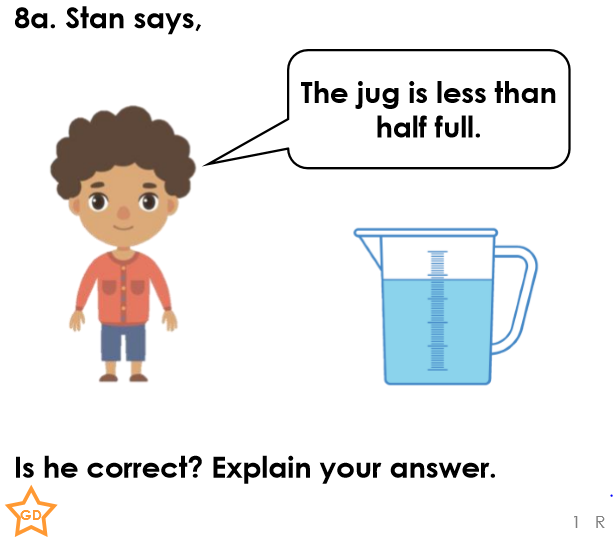 8a. Stan says,
The jug is less than
half full.
Is he correct? Explain your answer.
GD
1 R